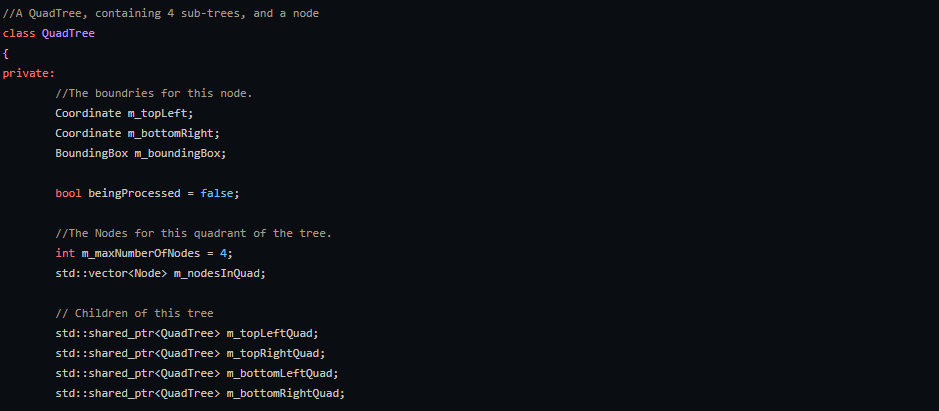 //A QuadTree, containing 4 sub-trees, and a node
class QuadTree
{
private:
//The boundries for this node.
Coordinate m_topLeft;
Coordinate m_bottomRight;
BoundingBox m_boundingBox;
bool beingProcessed = false;
//The Nodes for this quadrant of the tree.
int m_maxNumberOfNodes = 4;
std::vector<Node> m_nodesInQuad;
// Children of this tree
std::shared_ptr<QuadTree> m_topLeftQuad;
std::shared_ptr<QuadTree> m_topRightQuad;
std::shared_ptr<QuadTree> m_bottomLeftQuad;
std::shared_ptr<QuadTree> m_bottomRightQuad;